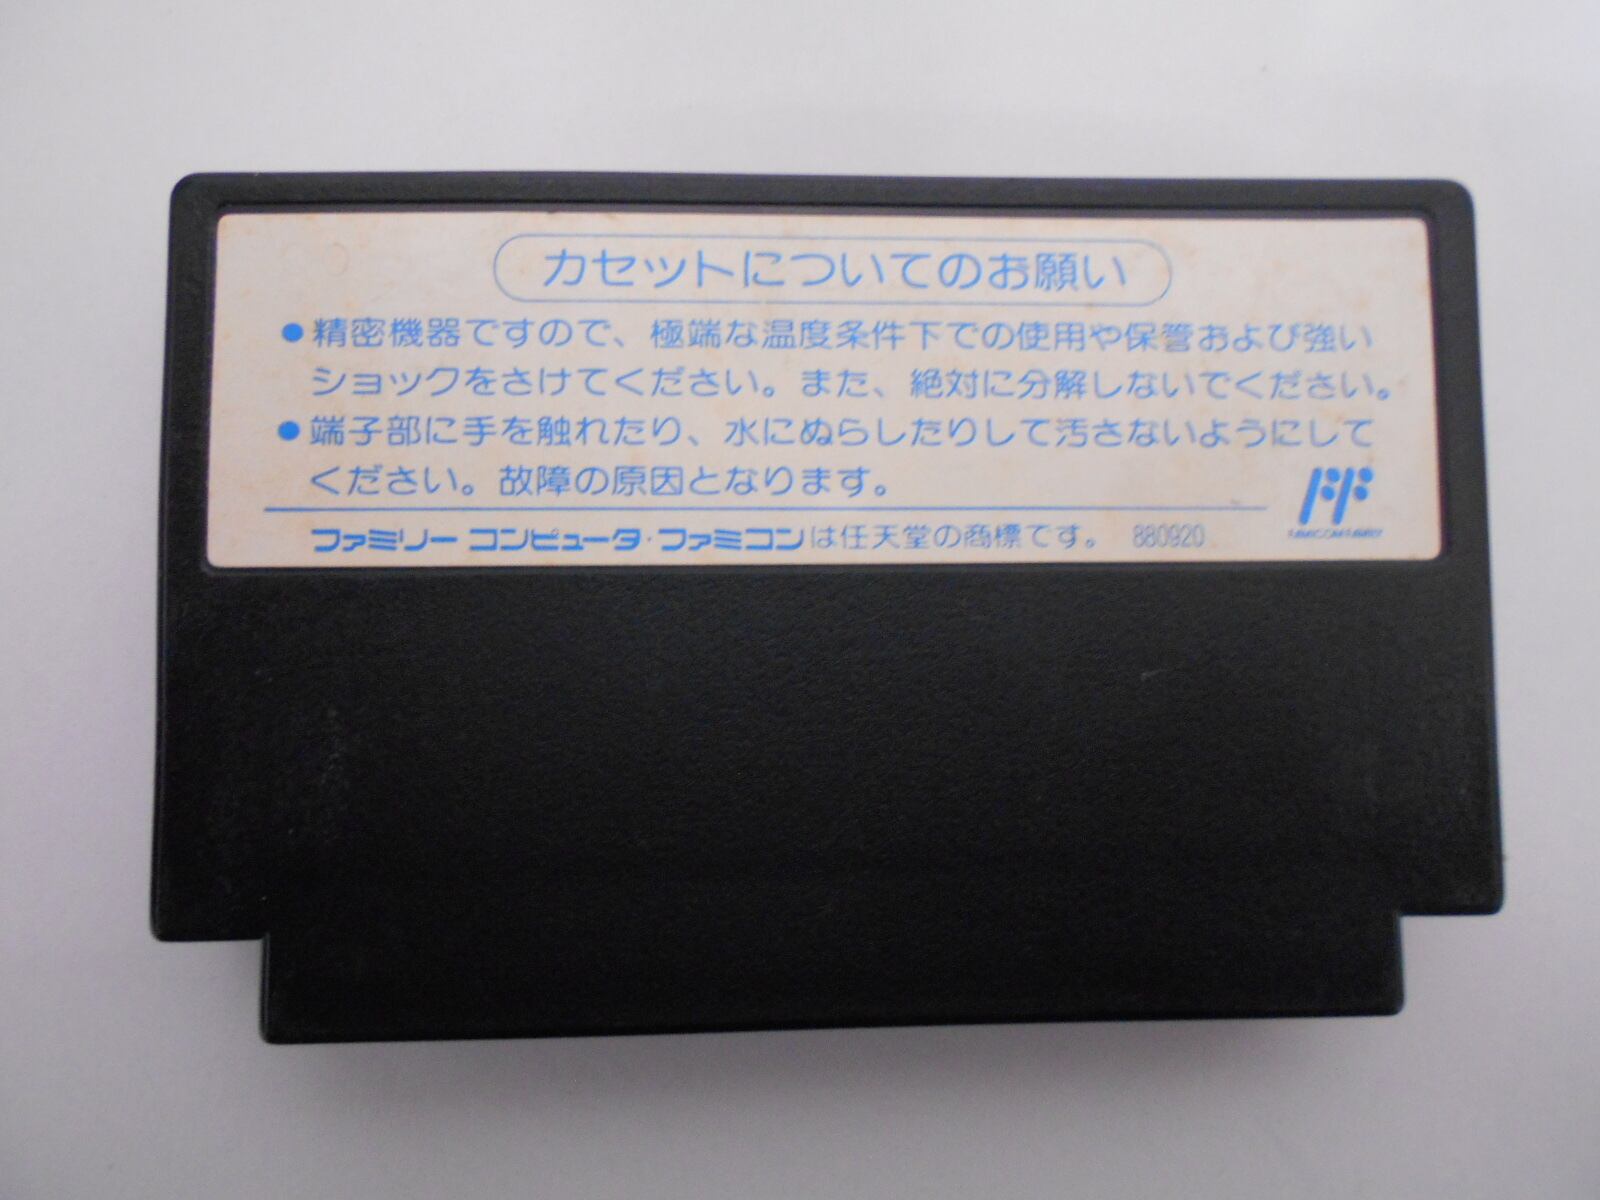 カセットについてのお願い
●精密機器ですので、極端な温度条件下での使用や保管および強い
ショックをさけてください。また、絶対に分解しないでください。
●端子部に手を触れたり、水にぬらしたりして汚さないようにして
ください。故障の原因となります。
FF
FAMICOM FAMILY
ファミリー コンピュータ・ファミコンは任天堂の商標です。 880920